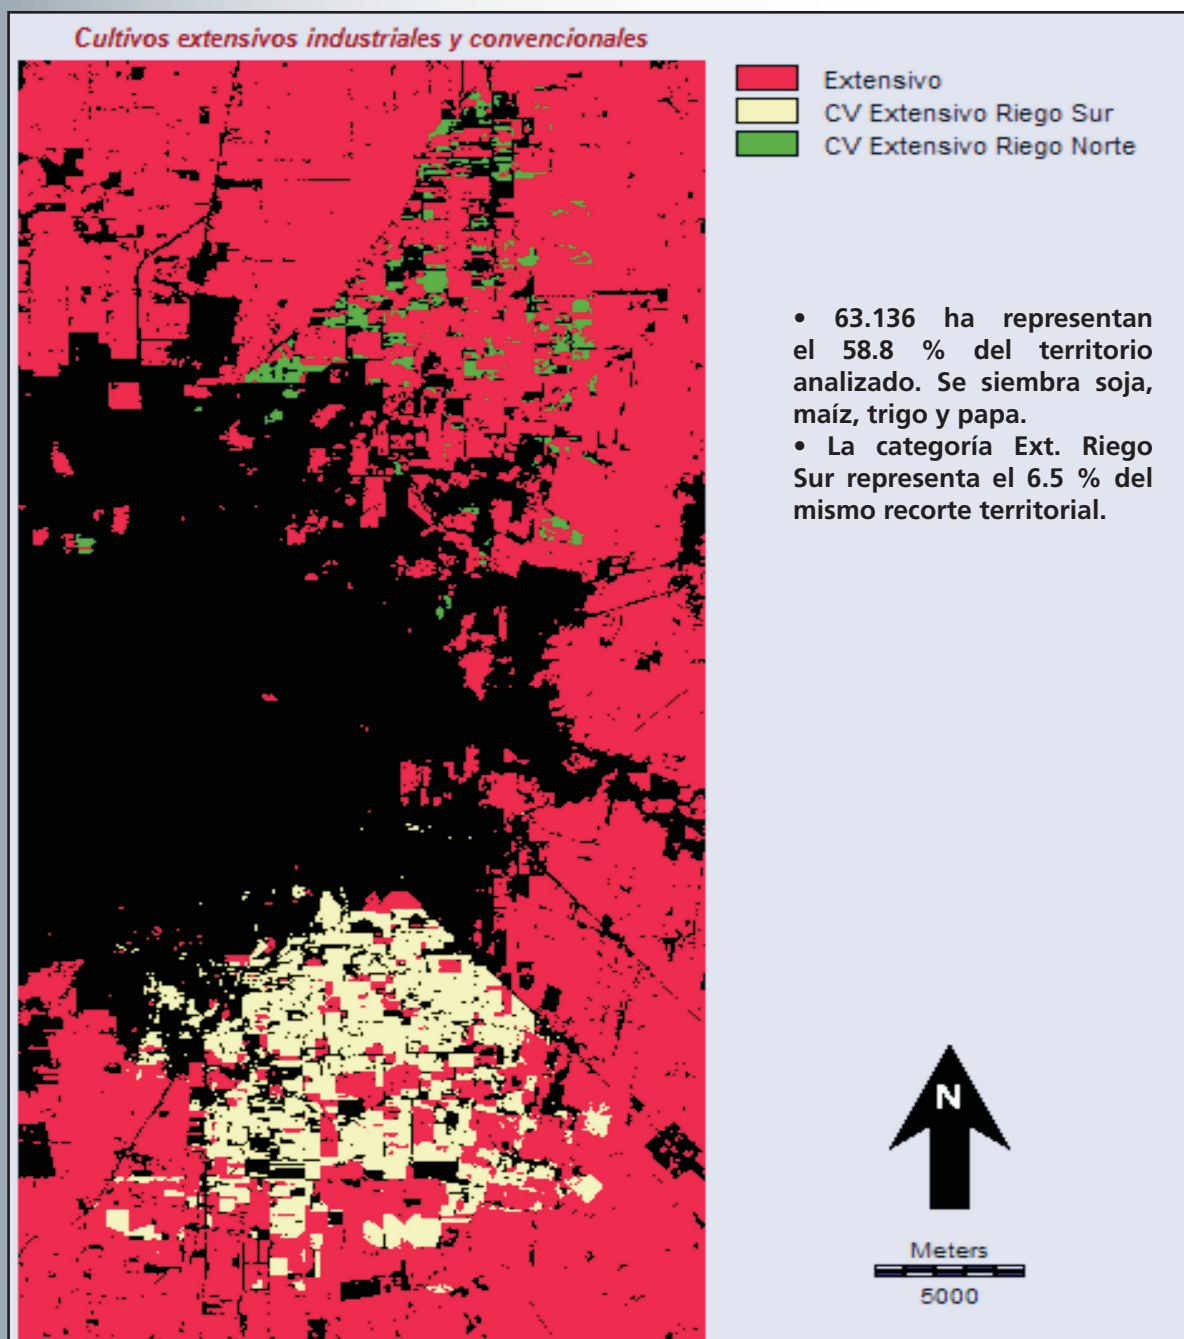 Cultivos extensivos industriales y convencionales
Extensivo
CV Extensivo Riego Sur
CV Extensivo Riego Norte
• 63.136 ha representan
el 58.8 % del territorio
analizado. Se siembra soja,
maíz, trigo y papa.
• La categoría Ext. Riego
Sur representa el 6.5 % del
mismo recorte territorial.
N
Meters
5000